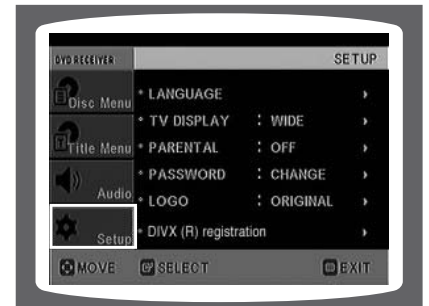 DVD RECEIVER SETUP
Disc Menu
Title Menu
Audio
Setup
LANGUAGE
TV DISPLAY : WIDE
PARENTAL : OFF
PASSWORD : CHANGE
LOGO : ORIGINAL
DIVX (R) registration
MOVE SELECT EXIT